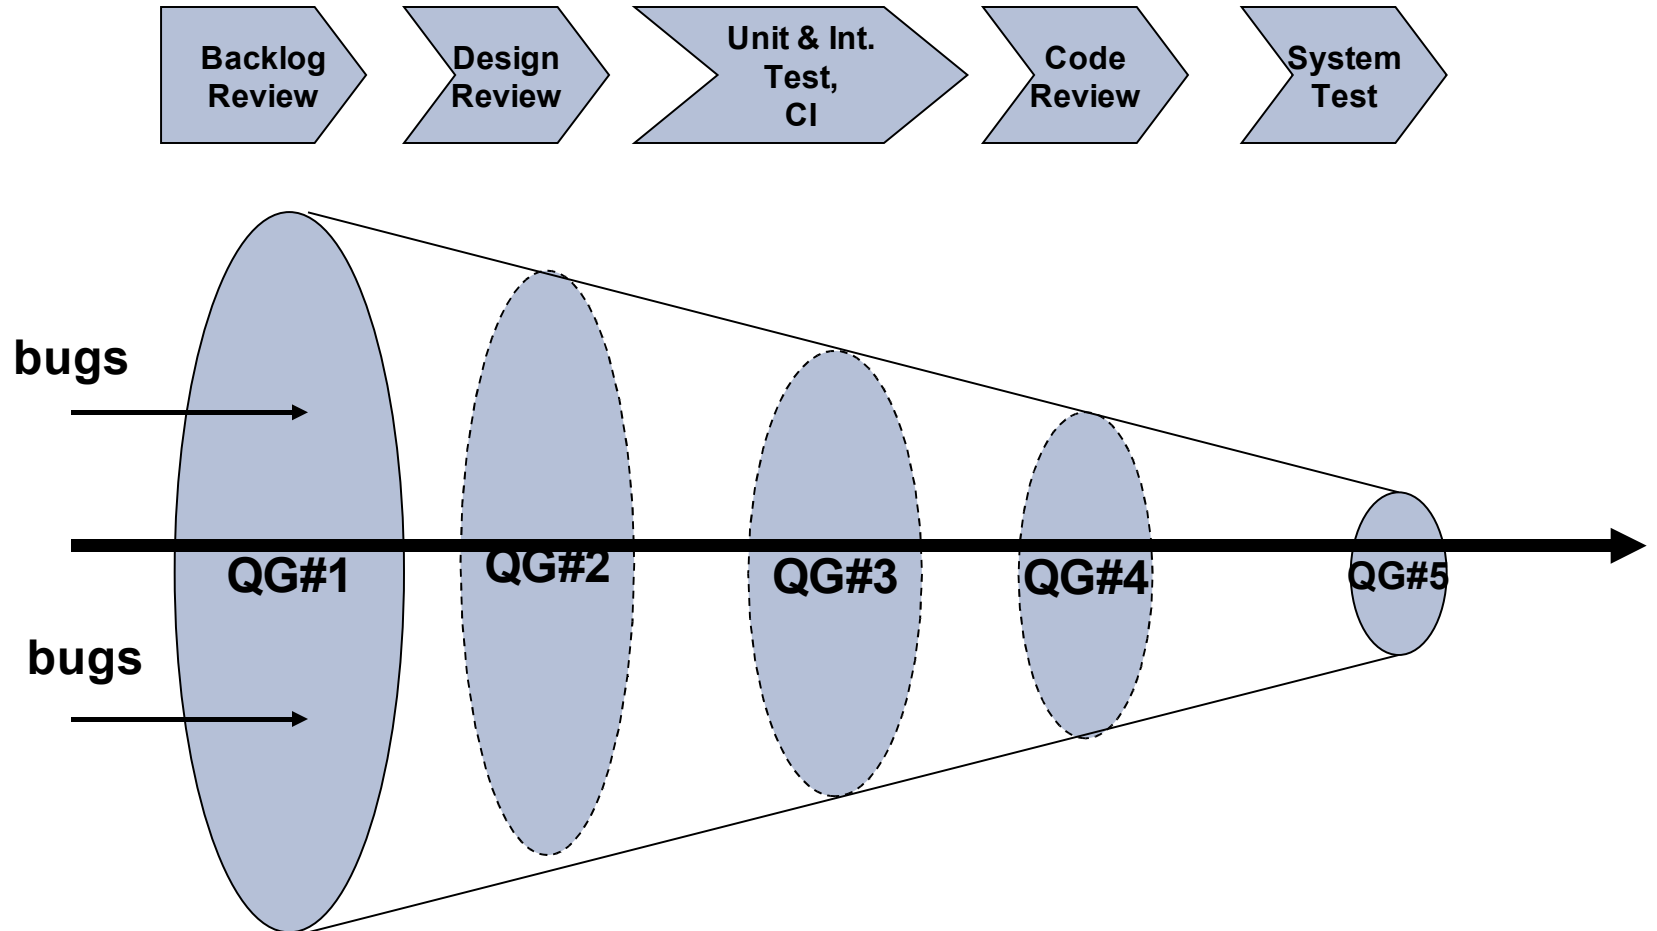 Backlog
Review
Design
Review
Unit & Int.
Test,
CI
Code
Review
System
Test
bugs
QG#1
QG#2
QG#3
QG#4
QG#5
bugs